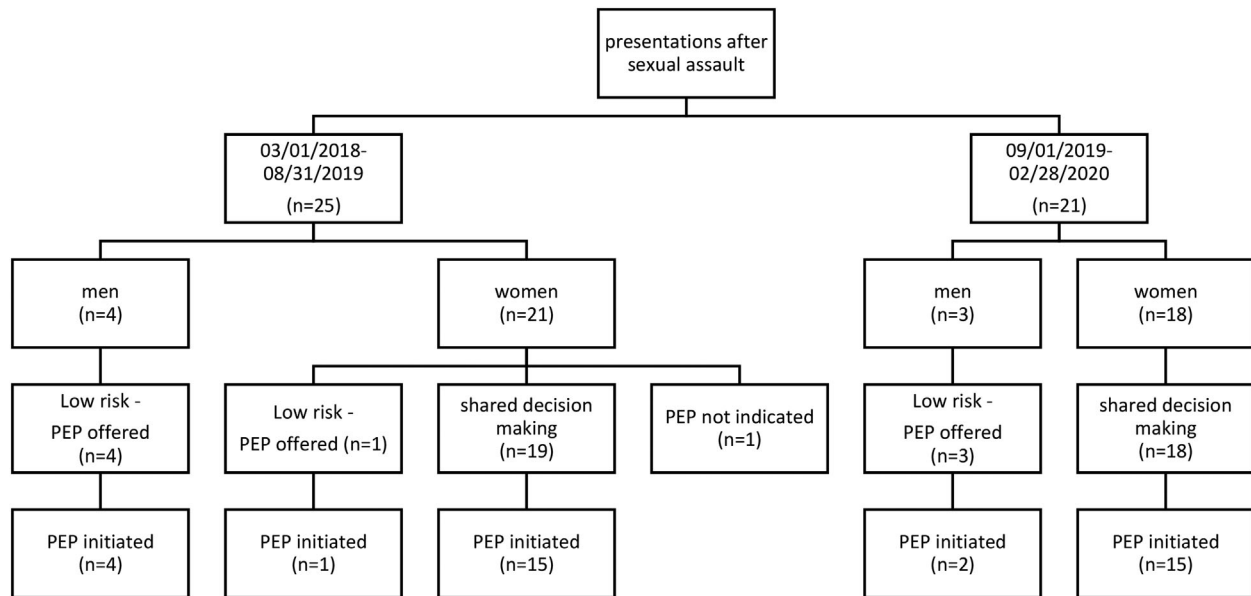 presentations after
sexual assault
03/01/2018-
08/31/2019
(n=25)
09/01/2019-
02/28/2020
(n=21)
men
(n=4)
women
(n=21)
men
(n=3)
women
(n=18)
Low risk -
PEP offered
(n=4)
Low risk -
PEP offered (n=1)
shared decision
making
(n=19)
PEP not indicated
(n=1)
Low risk -
PEP offered
(n=3)
shared decision
making
(n=18)
PEP initiated
(n=4)
PEP initiated
(n=1)
PEP initiated
(n=15)
PEP initiated
(n=2)
PEP initiated
(n=15)